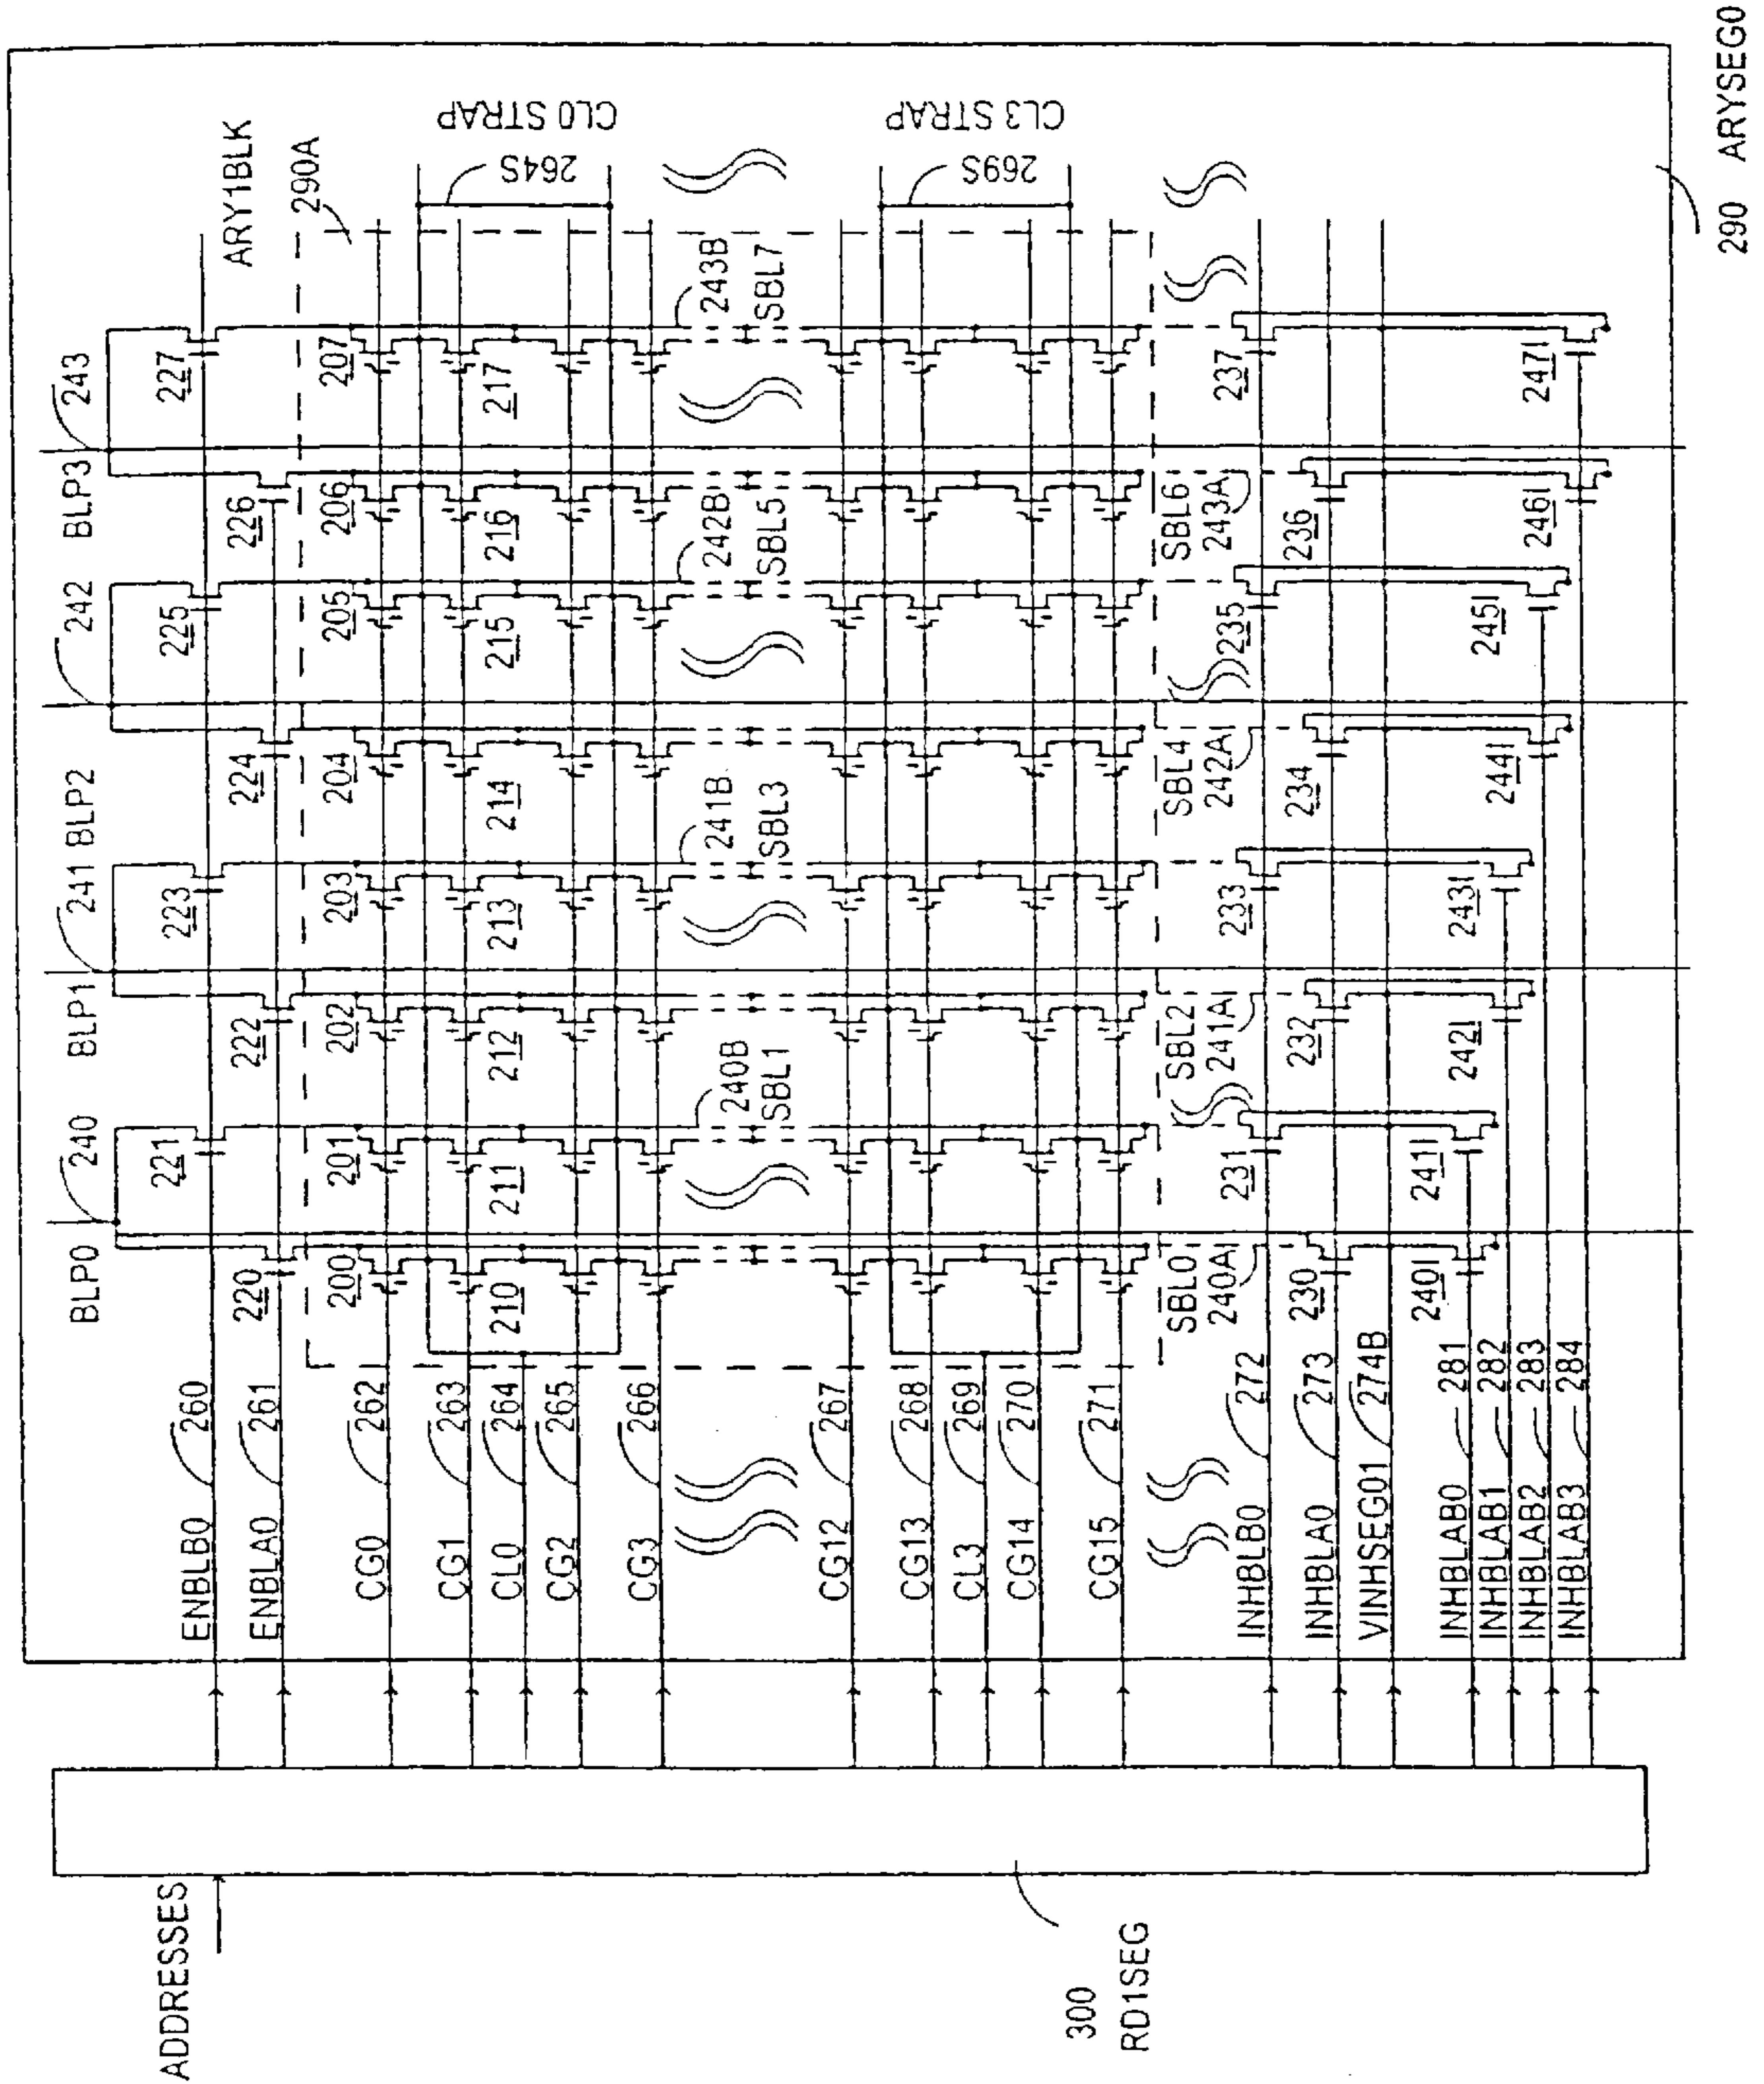 ADDRESSES
300
RD1SEG
290 ARYSEG0
BLP0
240
BLP1
241
BLP2
242
BLP3
243
ENBLB0
260
221
223
225
227
ARY1BLK
ENBLA0
261
220
222
224
226
290A
CG0
262
200
201
202
203
204
205
206
207
CG1
263
CL0
264
210
211
212
213
214
215
216
217
264S
CL0 STRAP
CG2
265
CG3
266
240B
SBL1
241B
SBL3
242B
SBL5
243B
SBL7
CG12
267
CG13
268
CL3
269
269S
CL3 STRAP
CG14
270
CG15
271
SBL0
240A
SBL2
241A
SBL4
242A
SBL6
243A
INHBLB0
272
231
233
235
237
INHBLA0
273
230
232
234
236
VINHSEG01
274B
INHBLAB0
281
240I
241I
INHBLAB1
282
242I
243I
INHBLAB2
283
244I
245I
INHBLAB3
284
246I
247I